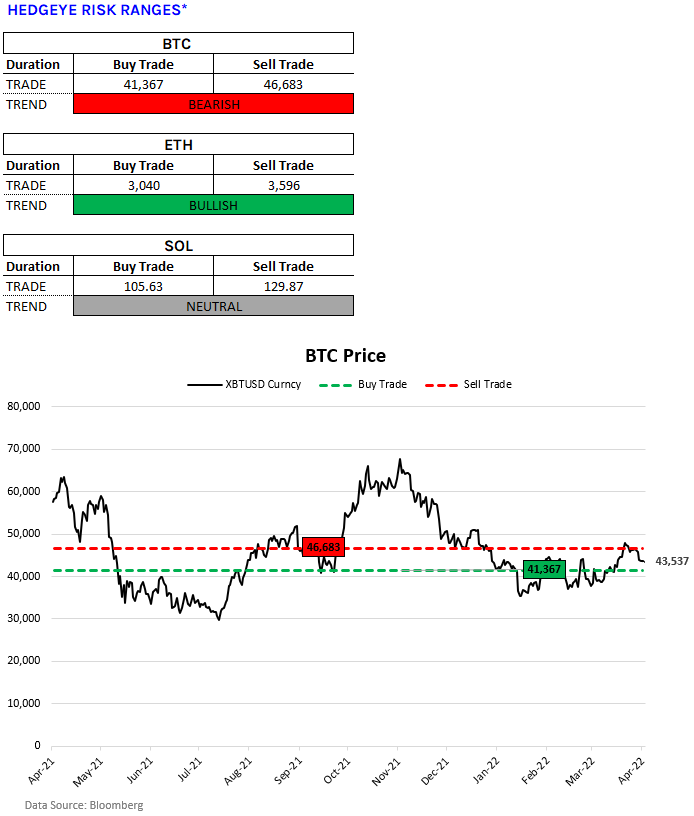 HEDGEYE RISK RANGES*
BTC
Duration Buy Trade Sell Trade
TRADE 41,367 46,683
TREND BEARISH
ETH
Duration Buy Trade Sell Trade
TRADE 3,040 3,596
TREND BULLISH
SOL
Duration Buy Trade Sell Trade
TRADE 105.63 129.87
TREND NEUTRAL
BTC Price
XBTUSD Curncy Buy Trade Sell Trade
80,000
70,000
60,000
50,000
46,683
43,537
41,367
40,000
30,000
20,000
10,000
0
Apr-21 May-21 Jun-21 Jul-21 Aug-21 Sep-21 Oct-21 Nov-21 Dec-21 Jan-22 Feb-22 Mar-22 Apr-22
Data Source: Bloomberg